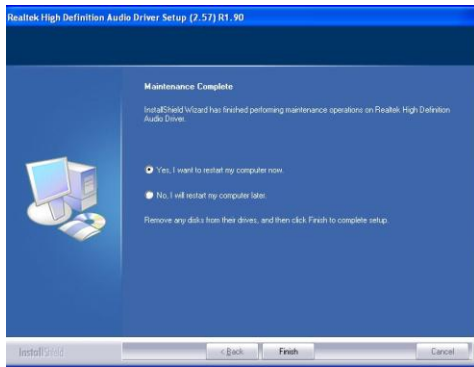 Realtek High Definition Audio Driver Setup (2.57) R1.90
Maintenance Complete
InstallShield Wizard has finished performing maintenance operations on Realtek High Definition
Audio Driver.
Yes, I want to restart my computer now.
No, I will restart my computer later.
Remove any disks from their drives, and then click Finish to complete setup.
InstallShield
< Back
Finish
Cancel